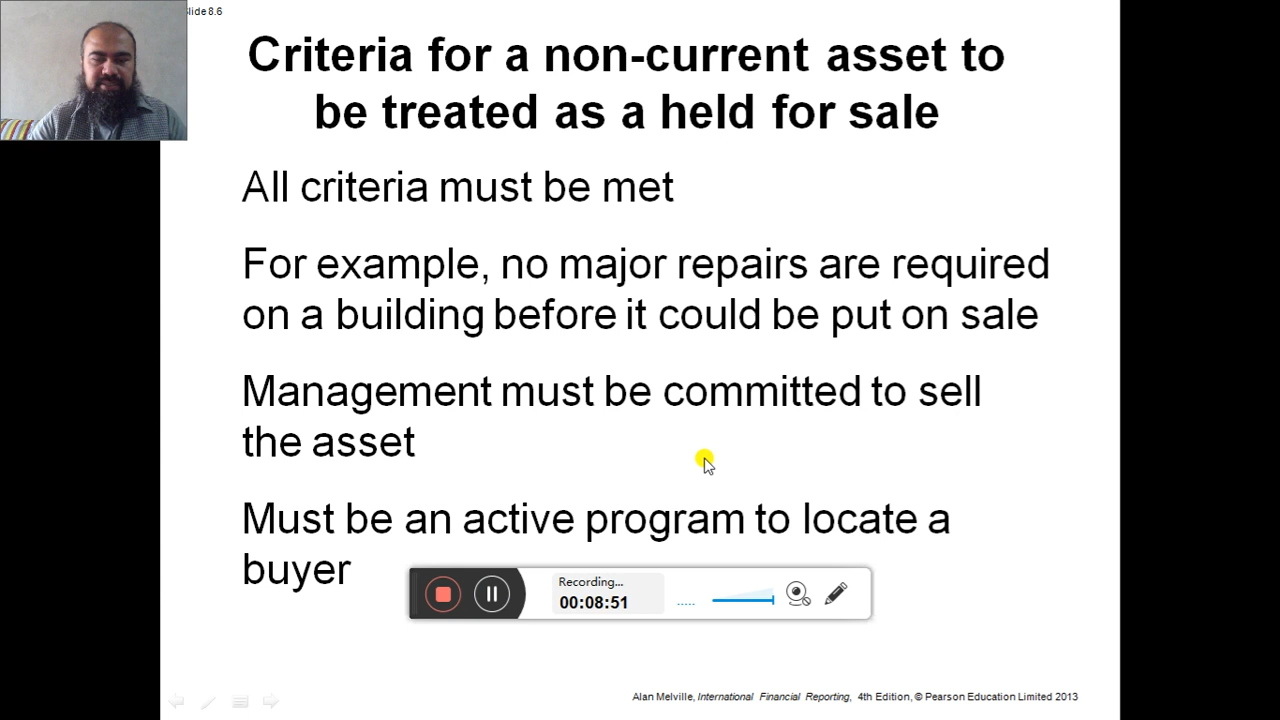 Slide 8.6
Criteria for a non-current asset to
be treated as a held for sale
All criteria must be met
For example, no major repairs are required
on a building before it could be put on sale
Management must be committed to sell
the asset
Must be an active program to locate a
buyer
Recording...
00:08:51
Alan Melville, International Financial Reporting, 4th Edition, © Pearson Education Limited 2013